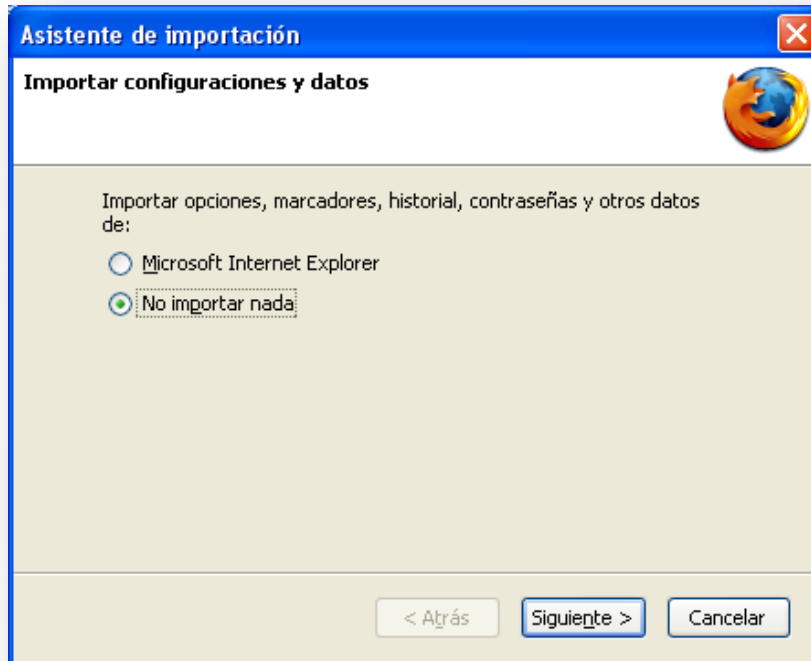 Asistente de importación
Importar configuraciones y datos
Importar opciones, marcadores, historial, contraseñas y otros datos
de:
Microsoft Internet Explorer
No importar nada
< Atrás Siguiente > Cancelar